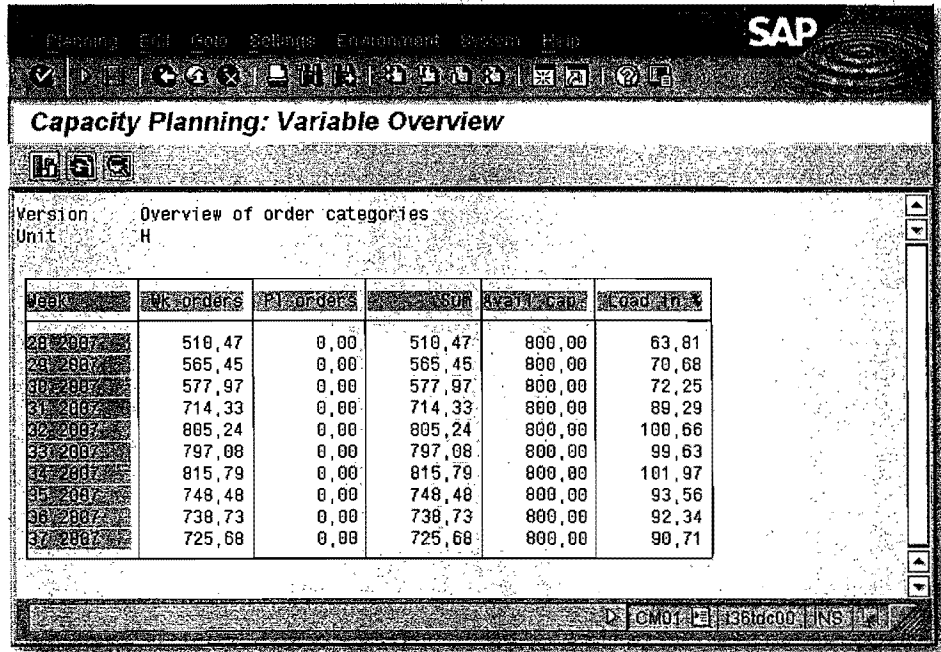 SAP
Planning Edit Goto Settings Environment System Help
Capacity Planning: Variable Overview
Version Overview of order categories
Unit H
Week Wk orders Pl orders Sum Avail cap. Load in %
28.2007 510,47 0,00 510,47 800,00 63,81
29.2007 565,45 0,00 565,45 800,00 70,68
30.2007 577,97 0,00 577,97 800,00 72,25
31.2007 714,33 0,00 714,33 800,00 89,29
32.2007 805,24 0,00 805,24 800,00 100,66
33.2007 797,08 0,00 797,08 800,00 99,63
34.2007 815,79 0,00 815,79 800,00 101,97
35.2007 748,48 0,00 748,48 800,00 93,56
36.2007 738,73 0,00 738,73 800,00 92,34
37.2007 725,68 0,00 725,68 800,00 90,71
CM01 i36tdc00 INS